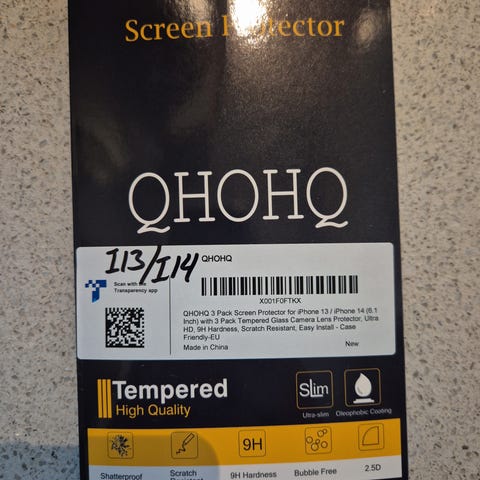 Screen Protector
QHOHQ
I13/I14
QHOHQ
Scan with the
Transparency app
X001F0FTKX
QHOHQ 3 Pack Screen Protector for iPhone 13 / iPhone 14 (6.1
Inch) with 3 Pack Tempered Glass Camera Lens Protector, Ultra
HD, 9H Hardness, Scratch Resistant, Easy Install - Case
Friendly-EU
New
Made in China
Tempered
High Quality
Slim
Ultra-slim
Oleophobic Coating
9H
Shatterproof
Scratch
Resistant
9H Hardness
Bubble Free
2.5D